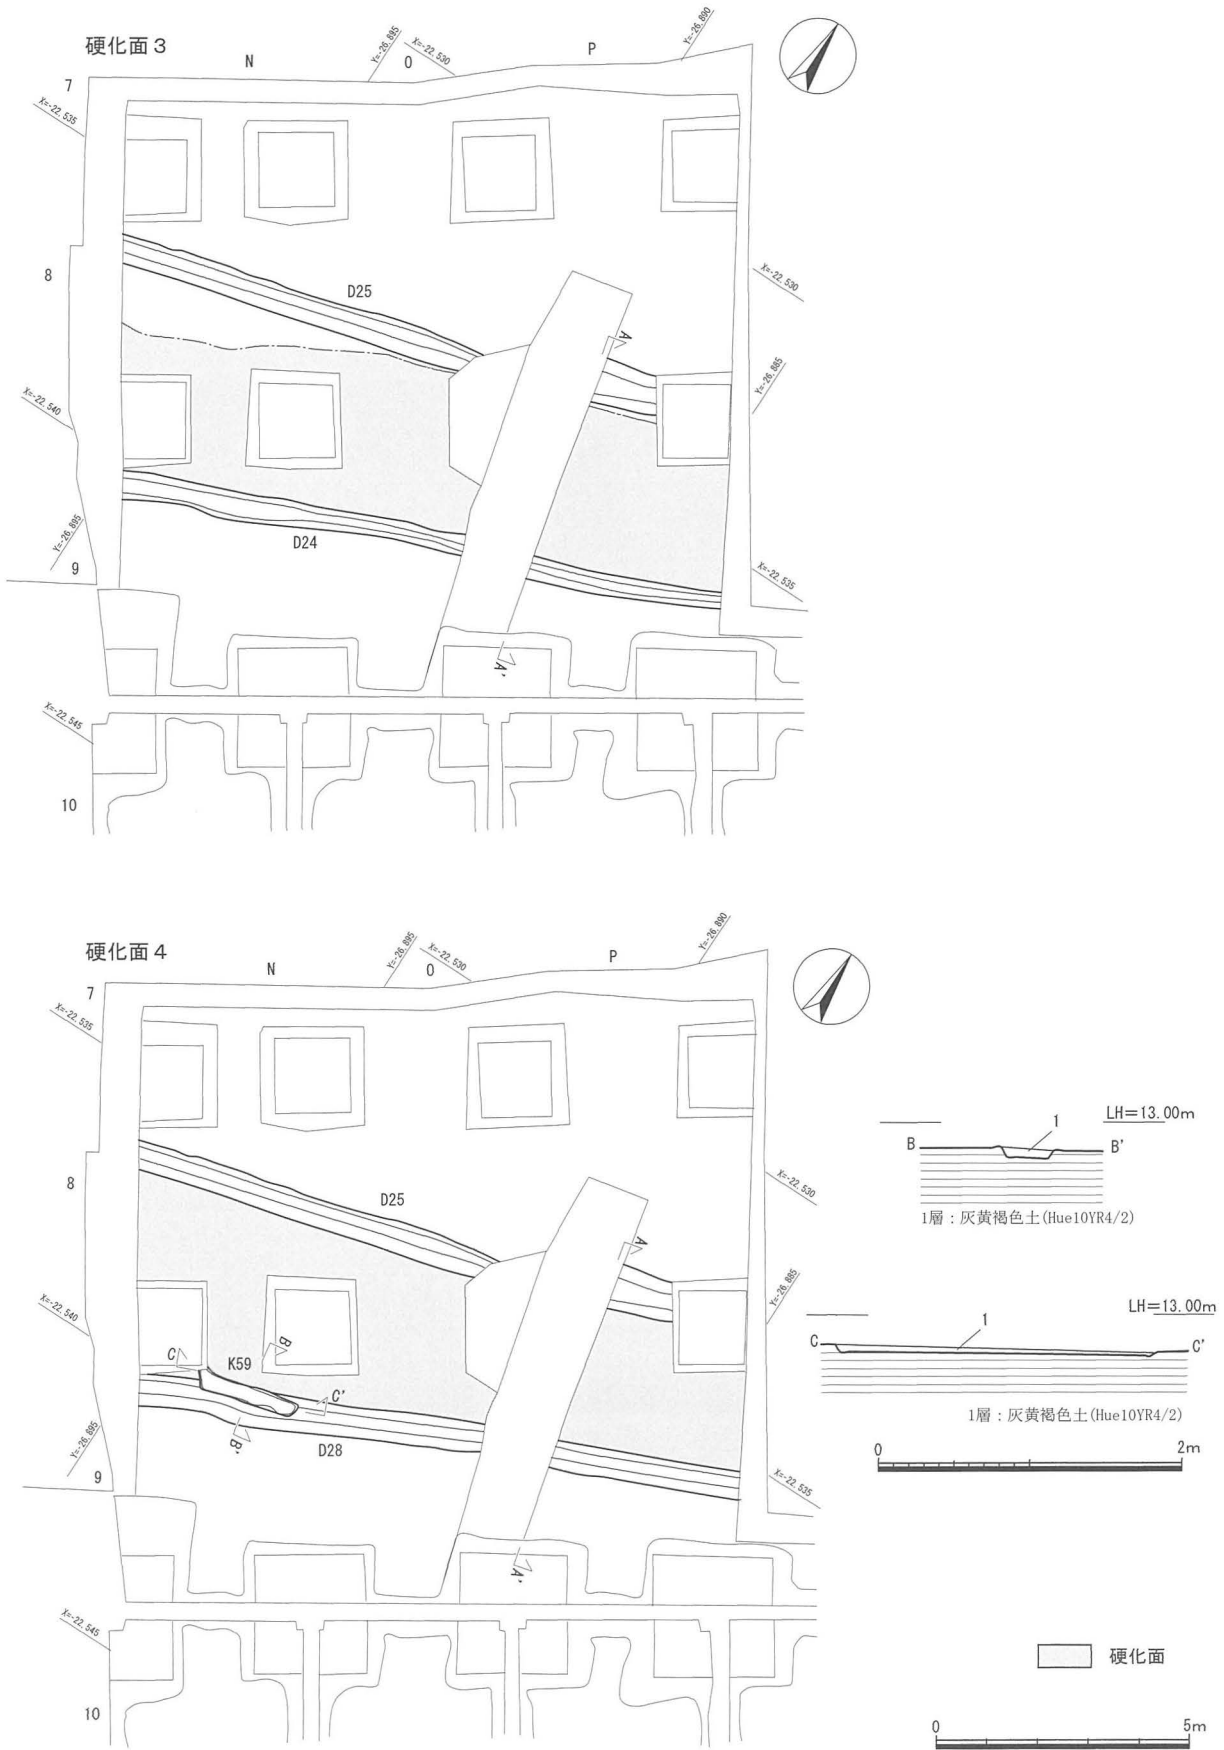 硬化面3
N
O
P
Y=-26.895
X=-22.530
Y=-26.890
7
X=-22.535
8
D25
X=-22.530
A
Y=-26.885
X=-22.540
Y=-26.895
D24
9
X=-22.535
A'
X=-22.545
10
硬化面4
N
O
P
Y=-26.895
X=-22.530
Y=-26.890
7
X=-22.535
8
D25
X=-22.530
A
Y=-26.885
X=-22.540
C
K59
B
C'
B'
D28
Y=-26.895
9
X=-22.535
A'
X=-22.545
10
LH=13.00m
1
B
B'
1層：灰黄褐色土(Hue10YR4/2)
LH=13.00m
1
C
C'
1層：灰黄褐色土(Hue10YR4/2)
0
2m
硬化面
0
5m